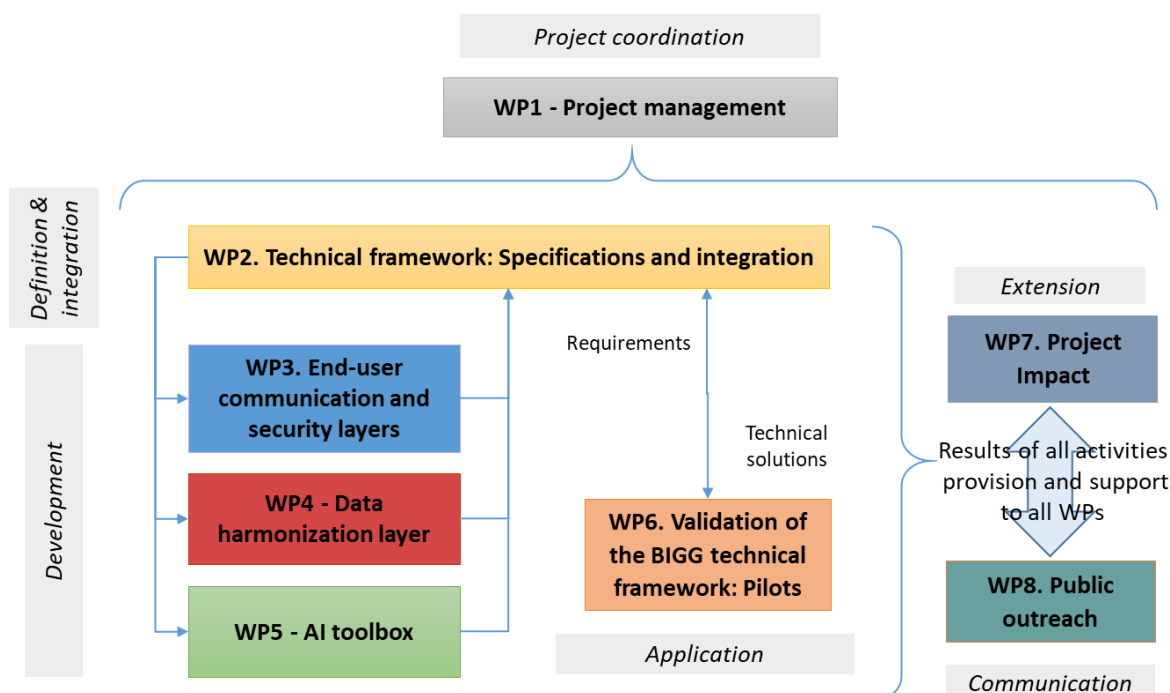 Project coordination
WP1 - Project management
Definition &
integration
WP2. Technical framework: Specifications and integration
Extension
Requirements
WP7. Project
Impact
Development
WP3. End-user
communication and
security layers
Technical
solutions
Results of all activities
provision and support
to all WPs
WP4 - Data
harmonization layer
WP6. Validation of
the BIGG technical
framework: Pilots
WP8. Public
outreach
WP5 - AI toolbox
Application
Communication